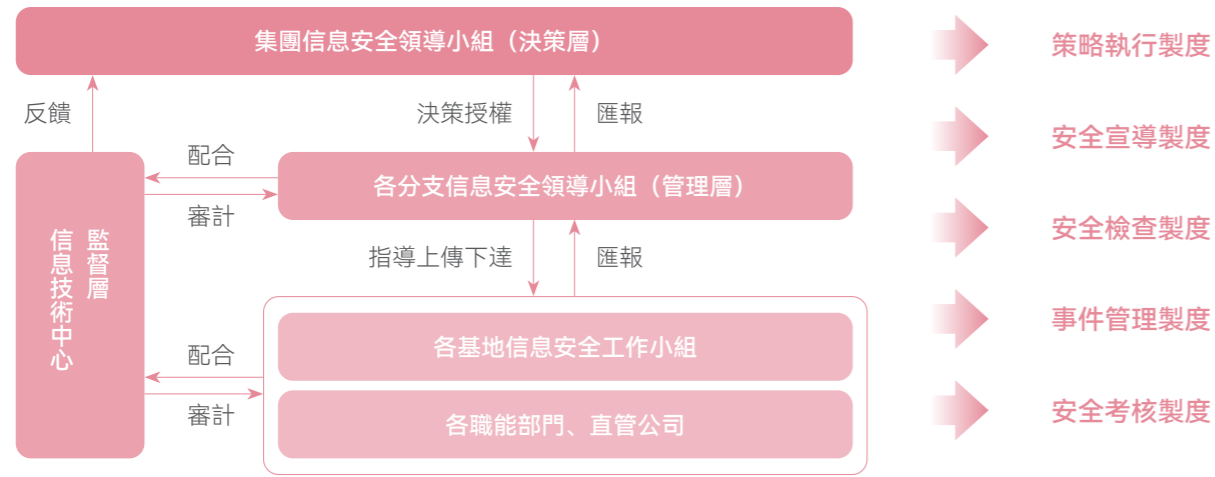 集團信息安全領導小組（決策層）
反饋
決策授權
匯報
配合
審計
各分支信息安全領導小組（管理層）
監督層
信息技術中心
指導上傳下達
匯報
配合
審計
各基地信息安全工作小組
各職能部門、直管公司
策略執行製度
安全宣導製度
安全檢查製度
事件管理製度
安全考核製度